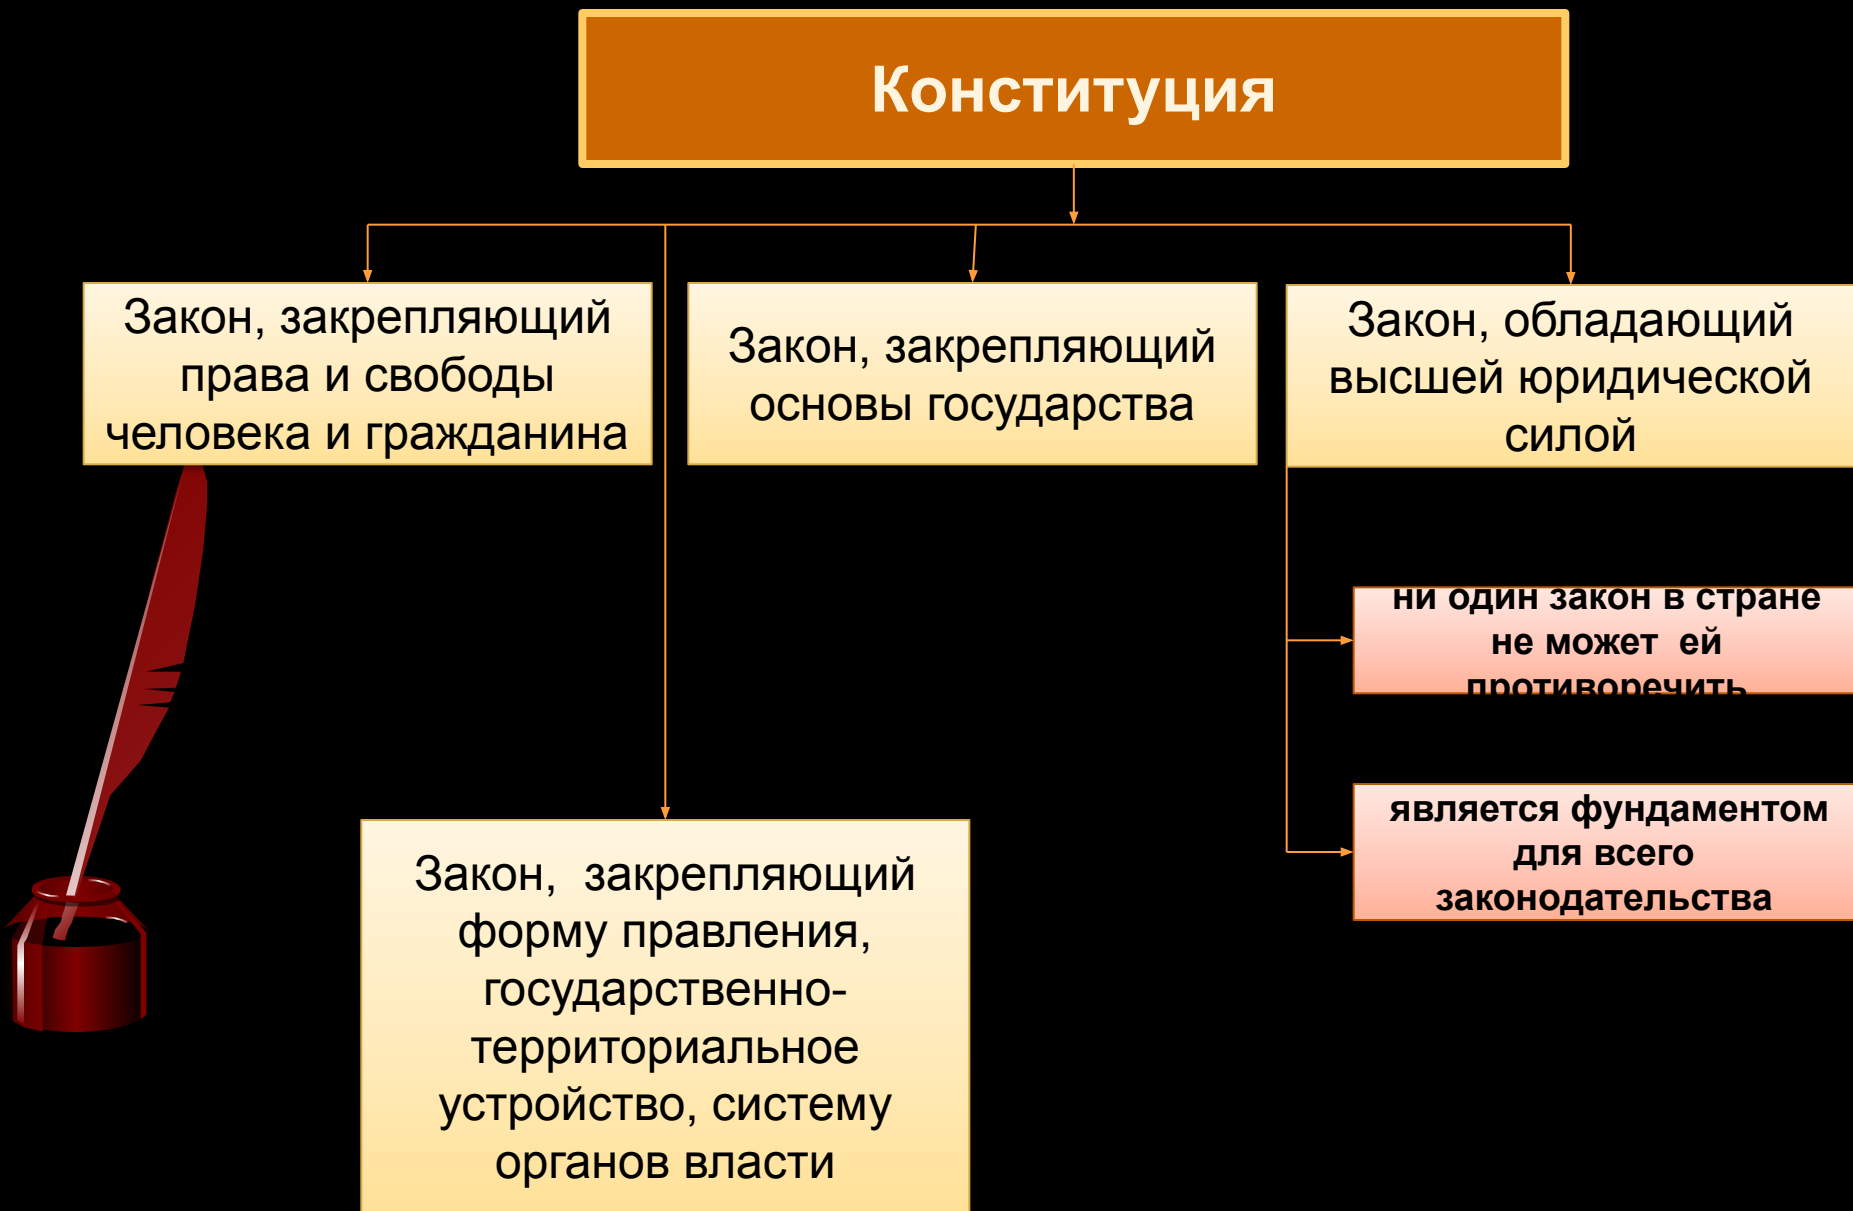 Конституция
Закон, закрепляющий
права и свободы
человека и гражданина
Закон, закрепляющий
основы государства
Закон, обладающий
высшей юридической
силой
ни один закон в стране
не может  ей
противоречить
является фундаментом
для всего
законодательства
Закон,  закрепляющий
форму правления,
государственно-
территориальное
устройство, систему
органов власти